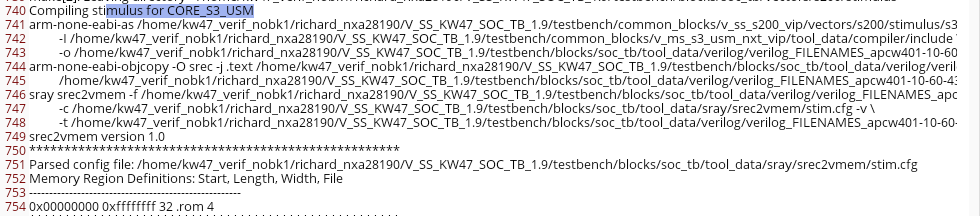 740 Compiling stimulus for CORE_S3_USM
741 arm-none-eabi-as /home/kw47_verif_nobk1/richard_nxa28190/V_SS_KW47_SOC_TB_1.9/testbench/common_blocks/v_ss_s200_vip/vectors/s200/stimulus/s3
742 -I /home/kw47_verif_nobk1/richard_nxa28190/V_SS_KW47_SOC_TB_1.9/testbench/common_blocks/v_ms_s3_usm_nxt_vip/tool_data/compiler/include
743 -o /home/kw47_verif_nobk1/richard_nxa28190/V_SS_KW47_SOC_TB_1.9/testbench/blocks/soc_tb/tool_data/verilog/verilog_FILENAMES_apcw401-10-60
744 arm-none-eabi-objcopy -O srec -j .text /home/kw47_verif_nobk1/richard_nxa28190/V_SS_KW47_SOC_TB_1.9/testbench/blocks/soc_tb/tool_data/verilog/veril
745 /home/kw47_verif_nobk1/richard_nxa28190/V_SS_KW47_SOC_TB_1.9/testbench/blocks/soc_tb/tool_data/verilog/verilog_FILENAMES_apcw401-10-60-43
746 sray srec2vmem -f /home/kw47_verif_nobk1/richard_nxa28190/V_SS_KW47_SOC_TB_1.9/testbench/blocks/soc_tb/tool_data/verilog/verilog_FILENAMES_apc
747 -c /home/kw47_verif_nobk1/richard_nxa28190/V_SS_KW47_SOC_TB_1.9/testbench/blocks/soc_tb/tool_data/sray/srec2vmem/stim.cfg -v \
748 -t /home/kw47_verif_nobk1/richard_nxa28190/V_SS_KW47_SOC_TB_1.9/testbench/blocks/soc_tb/tool_data/verilog/verilog_FILENAMES_apcw401-10-60-
749 srec2vmem version 1.0
750 ****************************************************
751 Parsed config file: /home/kw47_verif_nobk1/richard_nxa28190/V_SS_KW47_SOC_TB_1.9/testbench/blocks/soc_tb/tool_data/sray/srec2vmem/stim.cfg
752 Memory Region Definitions: Start, Length, Width, File
753 ----------------------------------------------------
754 0x00000000 0xffffffff 32 .rom 4